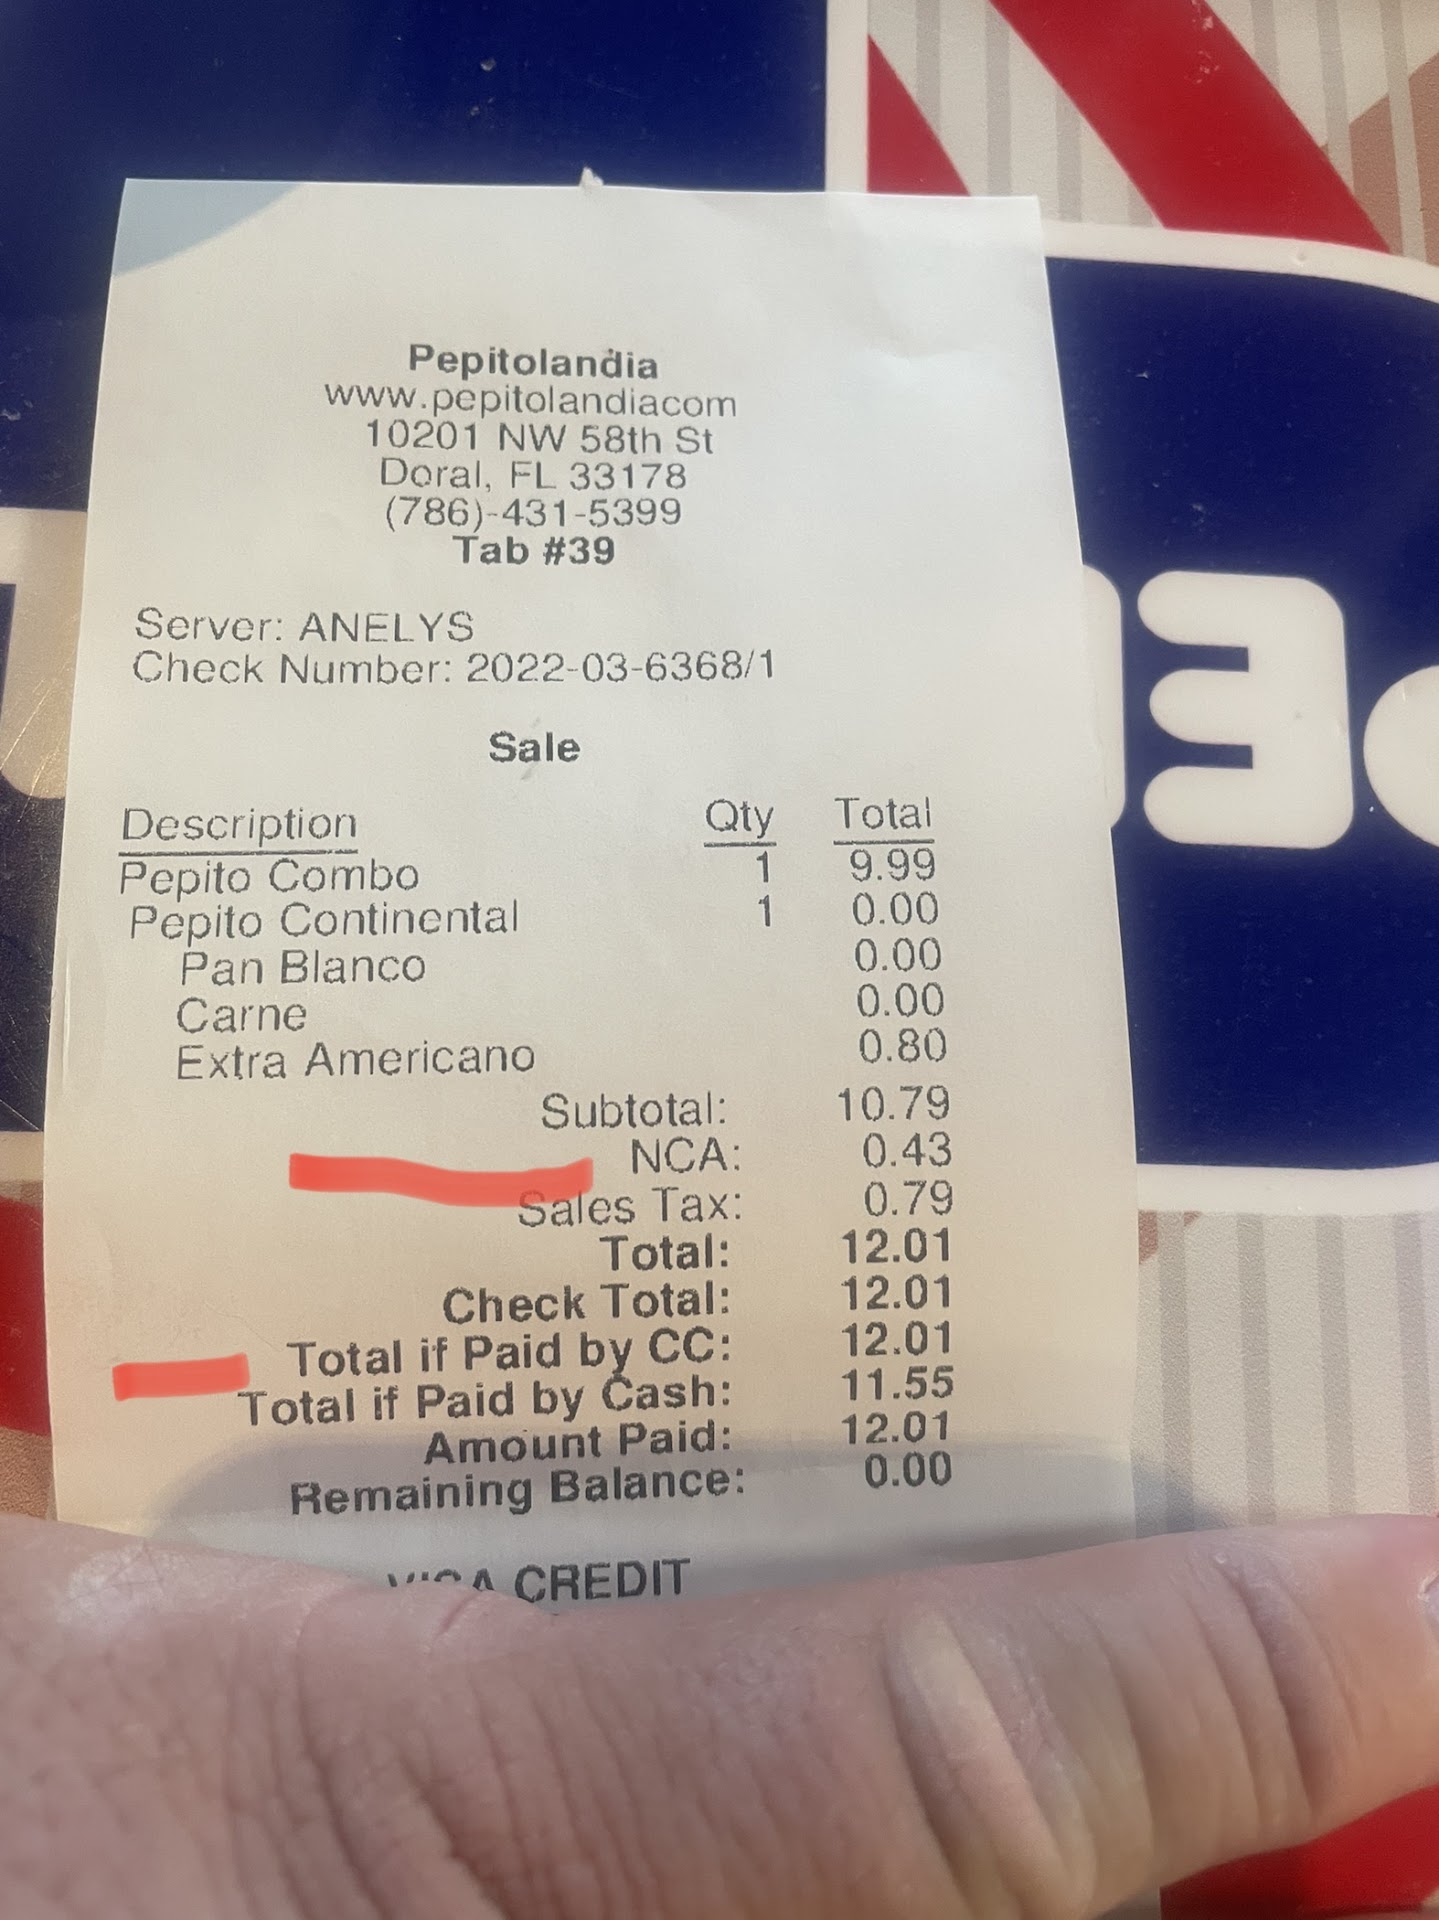 Pepitolandia
www.pepitolandiacom
10201 NW 58th St
Doral, FL 33178
(786)-431-5399
Tab #39
Server: ANELYS
Check Number: 2022-03-6368/1
Sale
Description Qty Total
Pepito Combo 1 9.99
Pepito Continental 1 0.00
Pan Blanco 0.00
Carne 0.00
Extra Americano 0.80
Subtotal: 10.79
NCA: 0.43
Sales Tax: 0.79
Total: 12.01
Check Total: 12.01
Total if Paid by CC: 12.01
Total if Paid by Cash: 11.55
Amount Paid: 12.01
Remaining Balance: 0.00
CREDIT